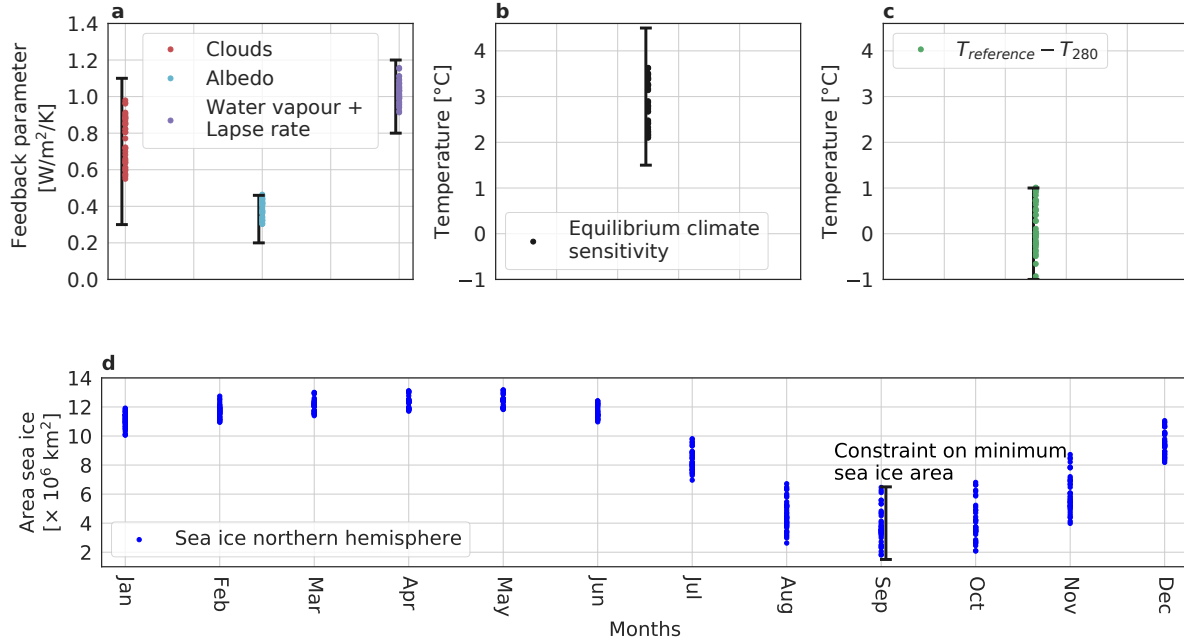 a
1.4
1.2
1.0
0.8
0.6
0.4
0.2
0.0
Feedback parameter
[W/m²/K]
Clouds
Albedo
Water vapour +
Lapse rate
b
4
3
2
1
0
−1
Temperature [°C]
Equilibrium climate
sensitivity
c
4
3
2
1
0
−1
Temperature [°C]
T_reference − T_280
d
14
12
10
8
6
4
2
Area sea ice
[× 10⁶ km²]
Constraint on minimum
sea ice area
Sea ice northern hemisphere
Jan
Feb
Mar
Apr
May
Jun
Jul
Aug
Sep
Oct
Nov
Dec
Months